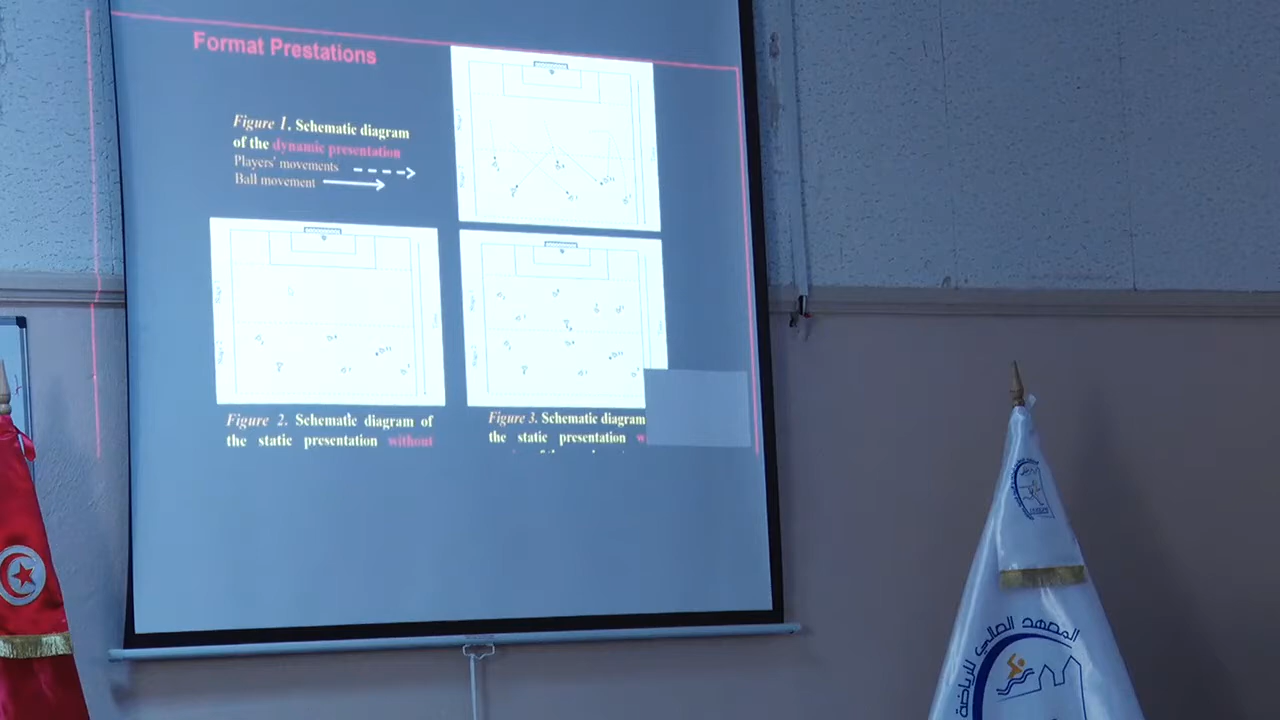 Format Prestations
Figure 1. Schematic diagram
of the dynamic presentation
Players' movements
Ball movement
Figure 2. Schematic diagram of
the static presentation without
Figure 3. Schematic diagram
the static presentation
المعهد العالي للرياضة